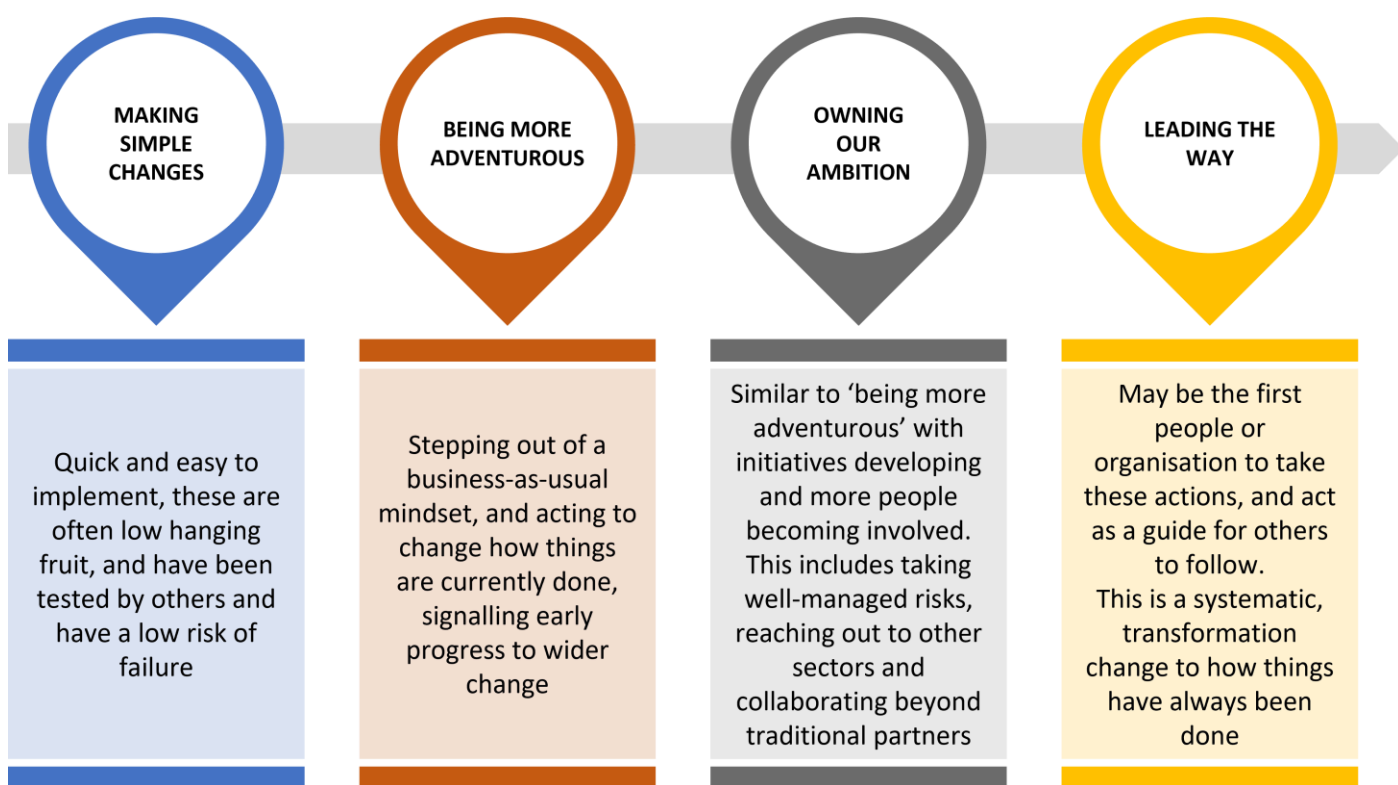 MAKING
SIMPLE
CHANGES
BEING MORE
ADVENTUROUS
OWNING
OUR
AMBITION
LEADING THE
WAY
Quick and easy to
implement, these are
often low hanging
fruit, and have been
tested by others and
have a low risk of
failure
Stepping out of a
business-as-usual
mindset, and acting to
change how things
are currently done,
signalling early
progress to wider
change
Similar to ‘being more
adventurous’ with
initiatives developing
and more people
becoming involved.
This includes taking
well-managed risks,
reaching out to other
sectors and
collaborating beyond
traditional partners
May be the first
people or
organisation to take
these actions, and act
as a guide for others
to follow.
This is a systematic,
transformation
change to how things
have always been
done